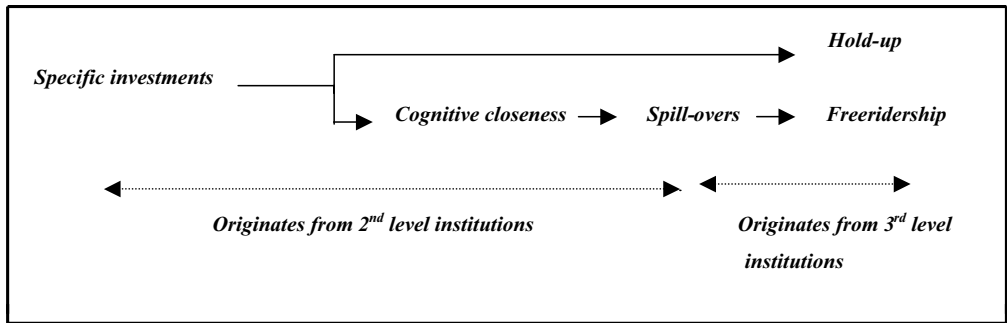 Hold-up
Specific investments
Cognitive closeness Spill-overs Freeridership
Originates from 2nd level institutions Originates from 3rd level
institutions